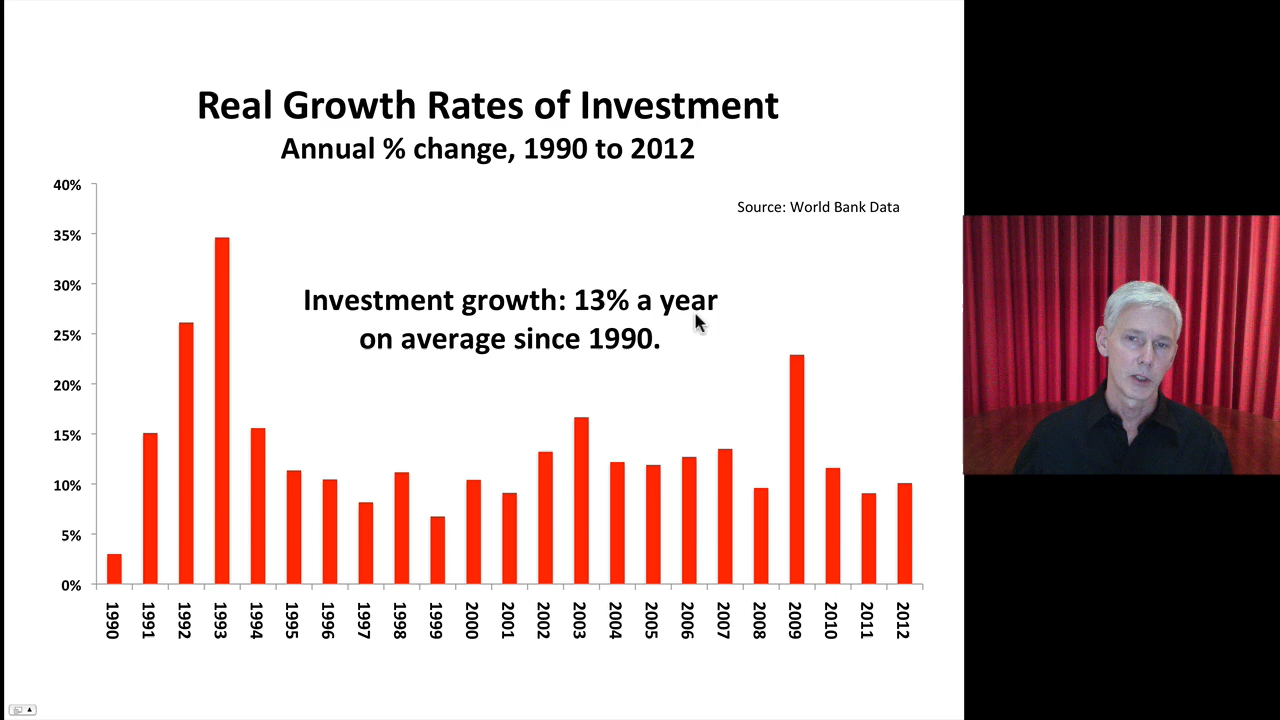 Real Growth Rates of Investment
Annual % change, 1990 to 2012
Source: World Bank Data
Investment growth: 13% a year
on average since 1990.
40%
35%
30%
25%
20%
15%
10%
5%
0%
1990 1991 1992 1993 1994 1995 1996 1997 1998 1999 2000 2001 2002 2003 2004 2005 2006 2007 2008 2009 2010 2011 2012